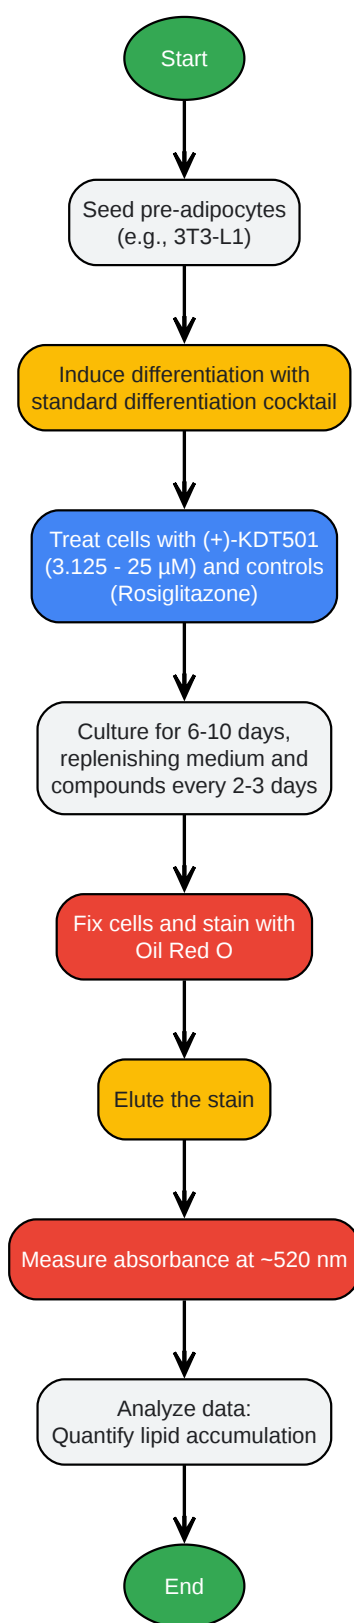 Start
Seed pre-adipocytes
(e.g., 3T3-L1)
Induce differentiation with
standard differentiation cocktail
Treat cells with (+)-KDT501
(3.125 - 25 µM) and controls
(Rosiglitazone)
Culture for 6-10 days,
replenishing medium and
compounds every 2-3 days
Fix cells and stain with
Oil Red O
Elute the stain
Measure absorbance at ~520 nm
Analyze data:
Quantify lipid accumulation
End